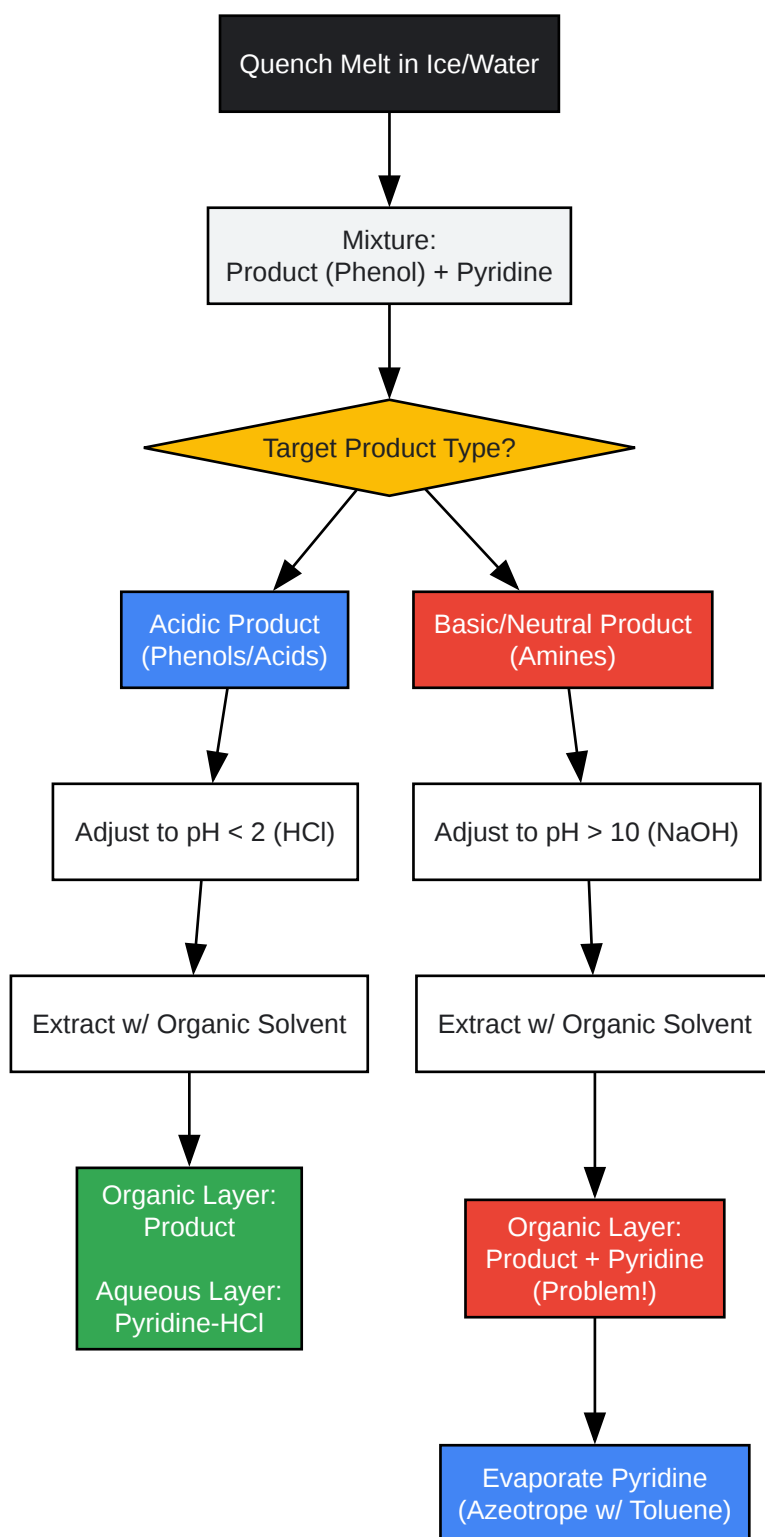 Quench Melt in Ice/Water
Mixture:
Product (Phenol) + Pyridine
Target Product Type?
Acidic Product
(Phenols/Acids)
Basic/Neutral Product
(Amines)
Adjust to pH < 2 (HCl)
Adjust to pH > 10 (NaOH)
Extract w/ Organic Solvent
Extract w/ Organic Solvent
Organic Layer:
Product
Aqueous Layer:
Pyridine-HCl
Organic Layer:
Product + Pyridine
(Problem!)
Evaporate Pyridine
(Azeotrope w/ Toluene)